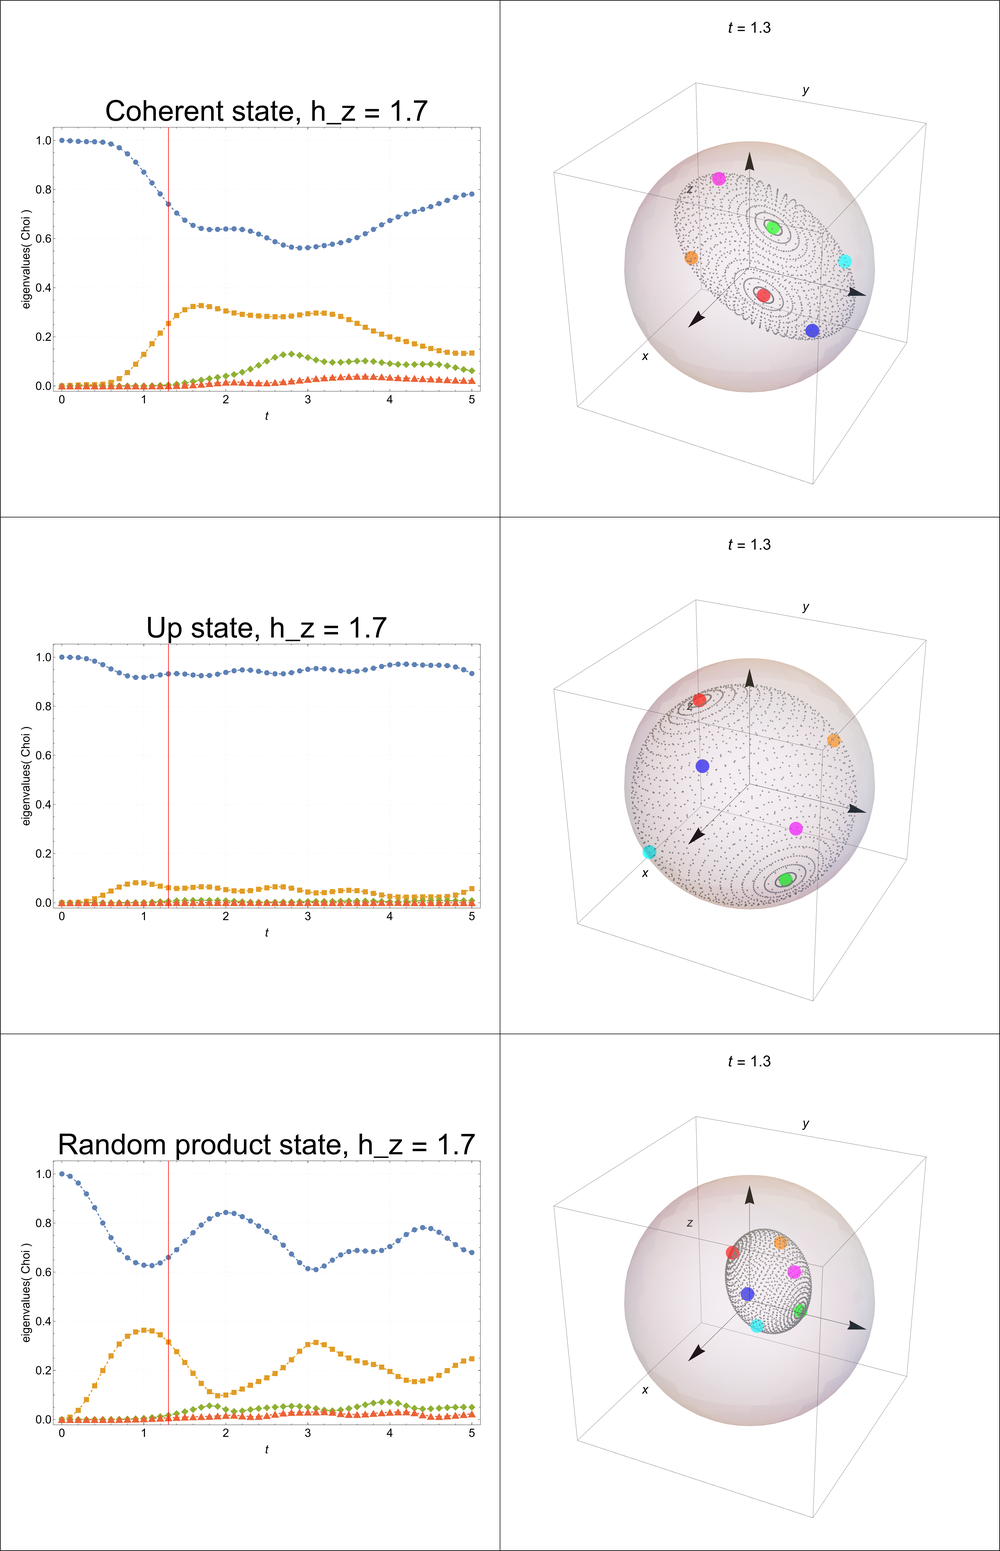 Coherent state, h_z = 1.7
eigenvalues( Choi )
1.0
0.8
0.6
0.4
0.2
0.0
0 1 2 3 4 5
t
t = 1.3
y
z
x
Up state, h_z = 1.7
eigenvalues( Choi )
1.0
0.8
0.6
0.4
0.2
0.0
0 1 2 3 4 5
t
t = 1.3
y
z
x
Random product state, h_z = 1.7
eigenvalues( Choi )
1.0
0.8
0.6
0.4
0.2
0.0
0 1 2 3 4 5
t
t = 1.3
y
z
x